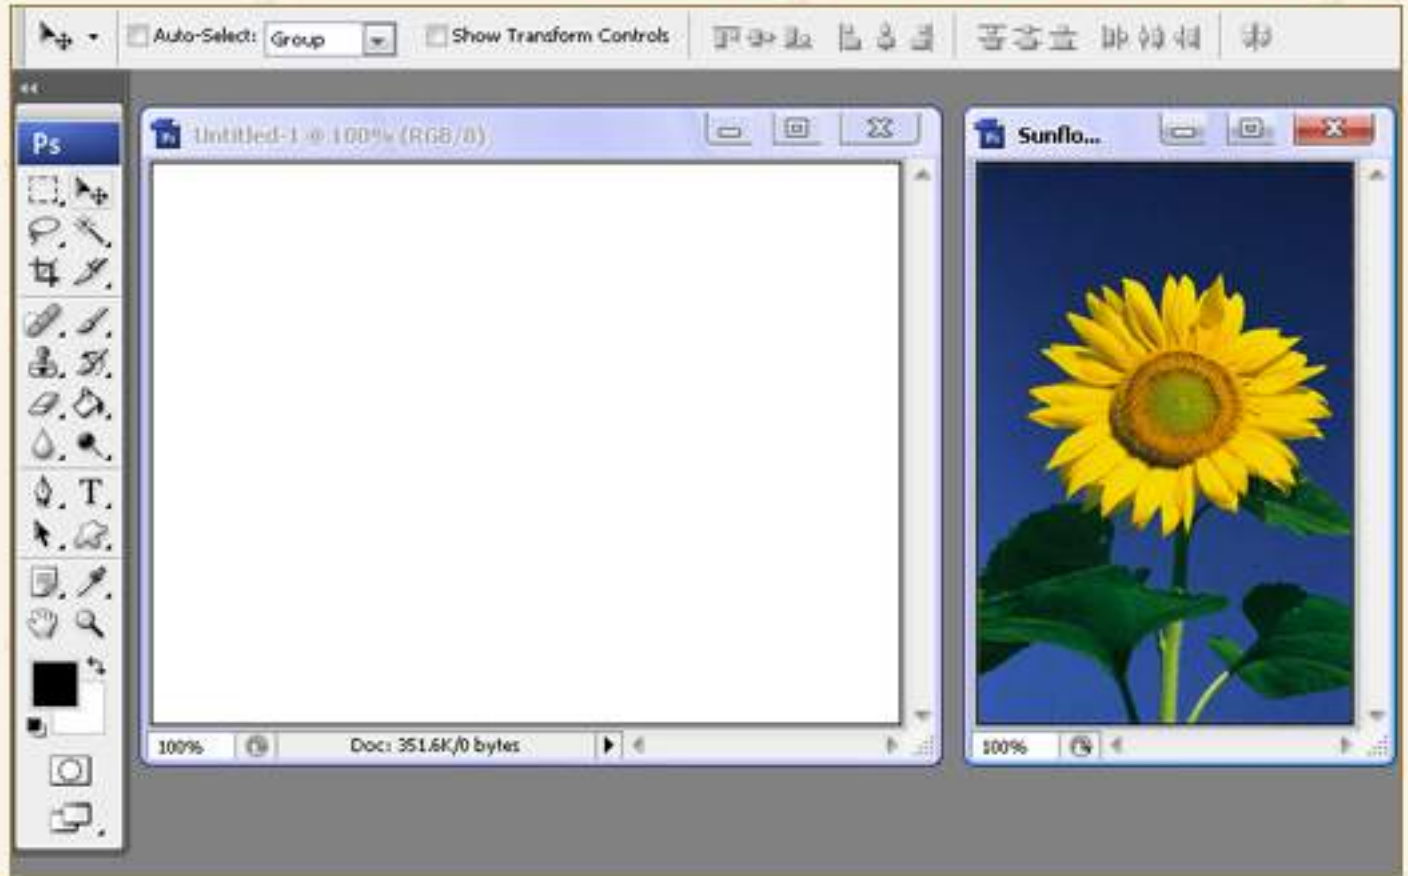 Auto-Select: Group Show Transform Controls
Ps
Untitled-1 @ 100% (RGB/8)
Sunflo...
T
100% Doc: 351.6K/0 bytes
100%